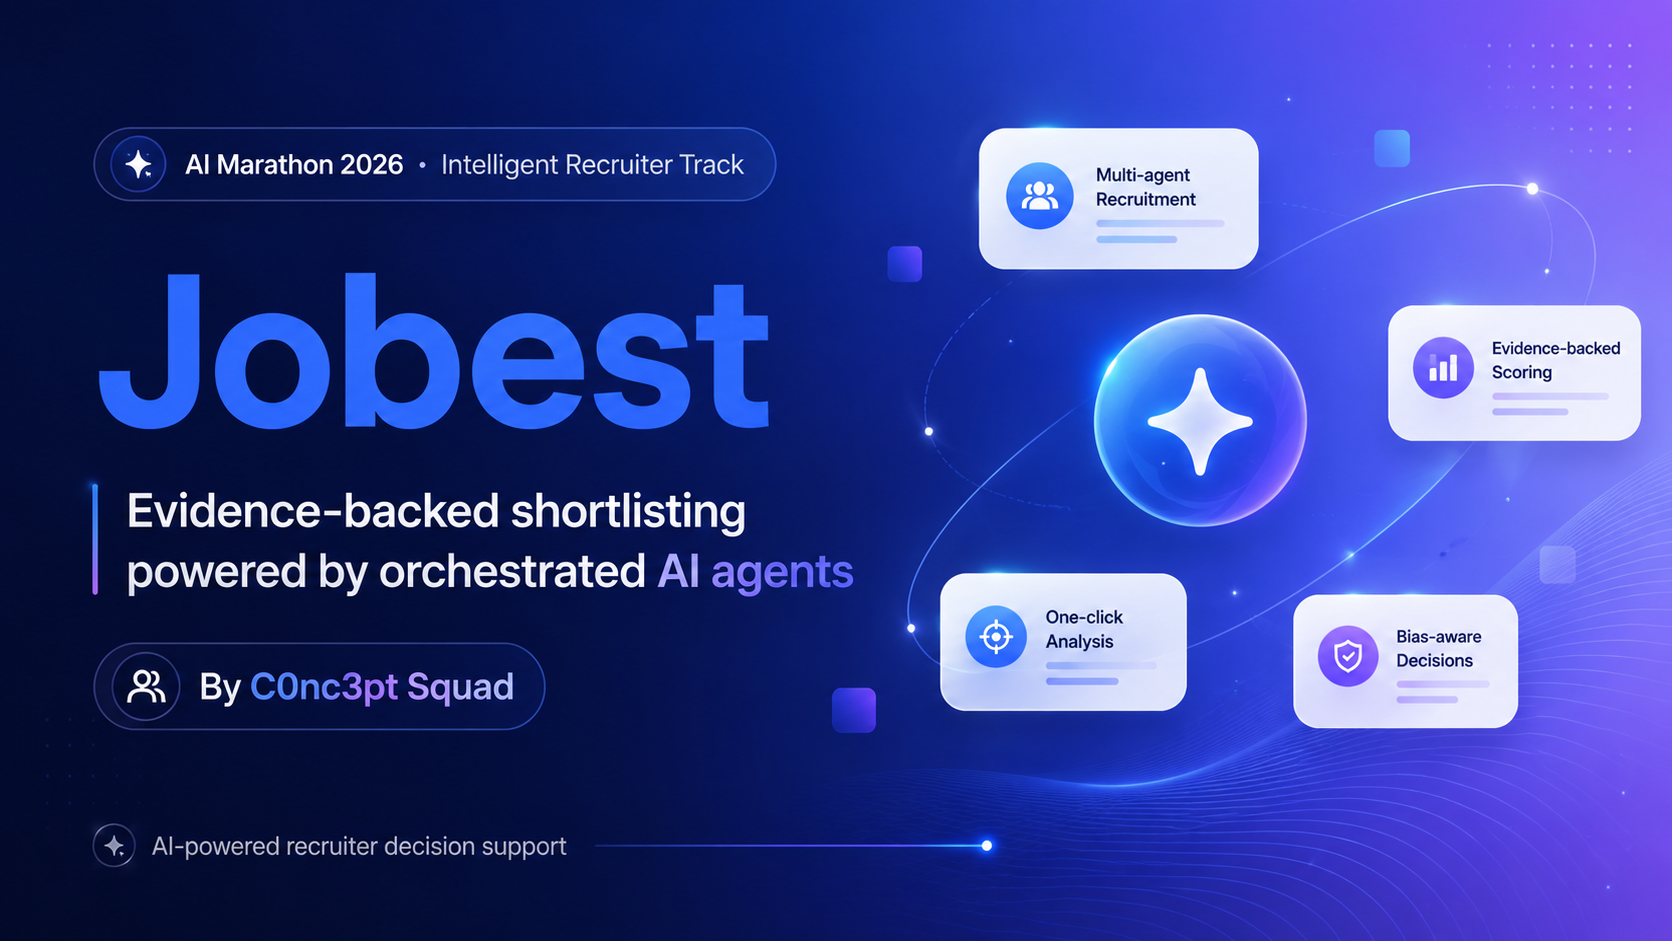 AI Marathon 2026 • Intelligent Recruiter Track
Jobest
Evidence-backed shortlisting
powered by orchestrated AI agents
By C0nc3pt Squad
AI-powered recruiter decision support
Multi-agent
Recruitment
Evidence-backed
Scoring
One-click
Analysis
Bias-aware
Decisions